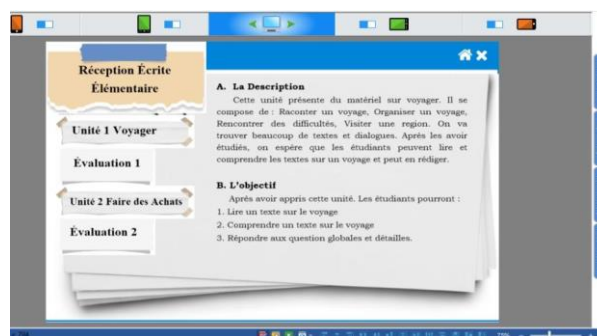 Réception Écrite
Élémentaire
Unité 1 Voyager
Évaluation 1
Unité 2 Faire des Achats
Évaluation 2
A. La Description
Cette unité présente du matériel sur voyager. Il se
compose de : Raconter un voyage, Organiser un voyage,
Rencontrer des difficultés, Visiter une region. On va
trouver beaucoup de textes et dialogues. Après les avoir
étudiés, on espère que les étudiants peuvent lire et
comprendre les textes sur un voyage et peut en rédiger.
B. L'objectif
Après avoir appris cette unité. Les étudiants pourront :
1. Lire un texte sur le voyage
2. Comprendre un texte sur le voyage
3. Répondre aux question globales et détailles.